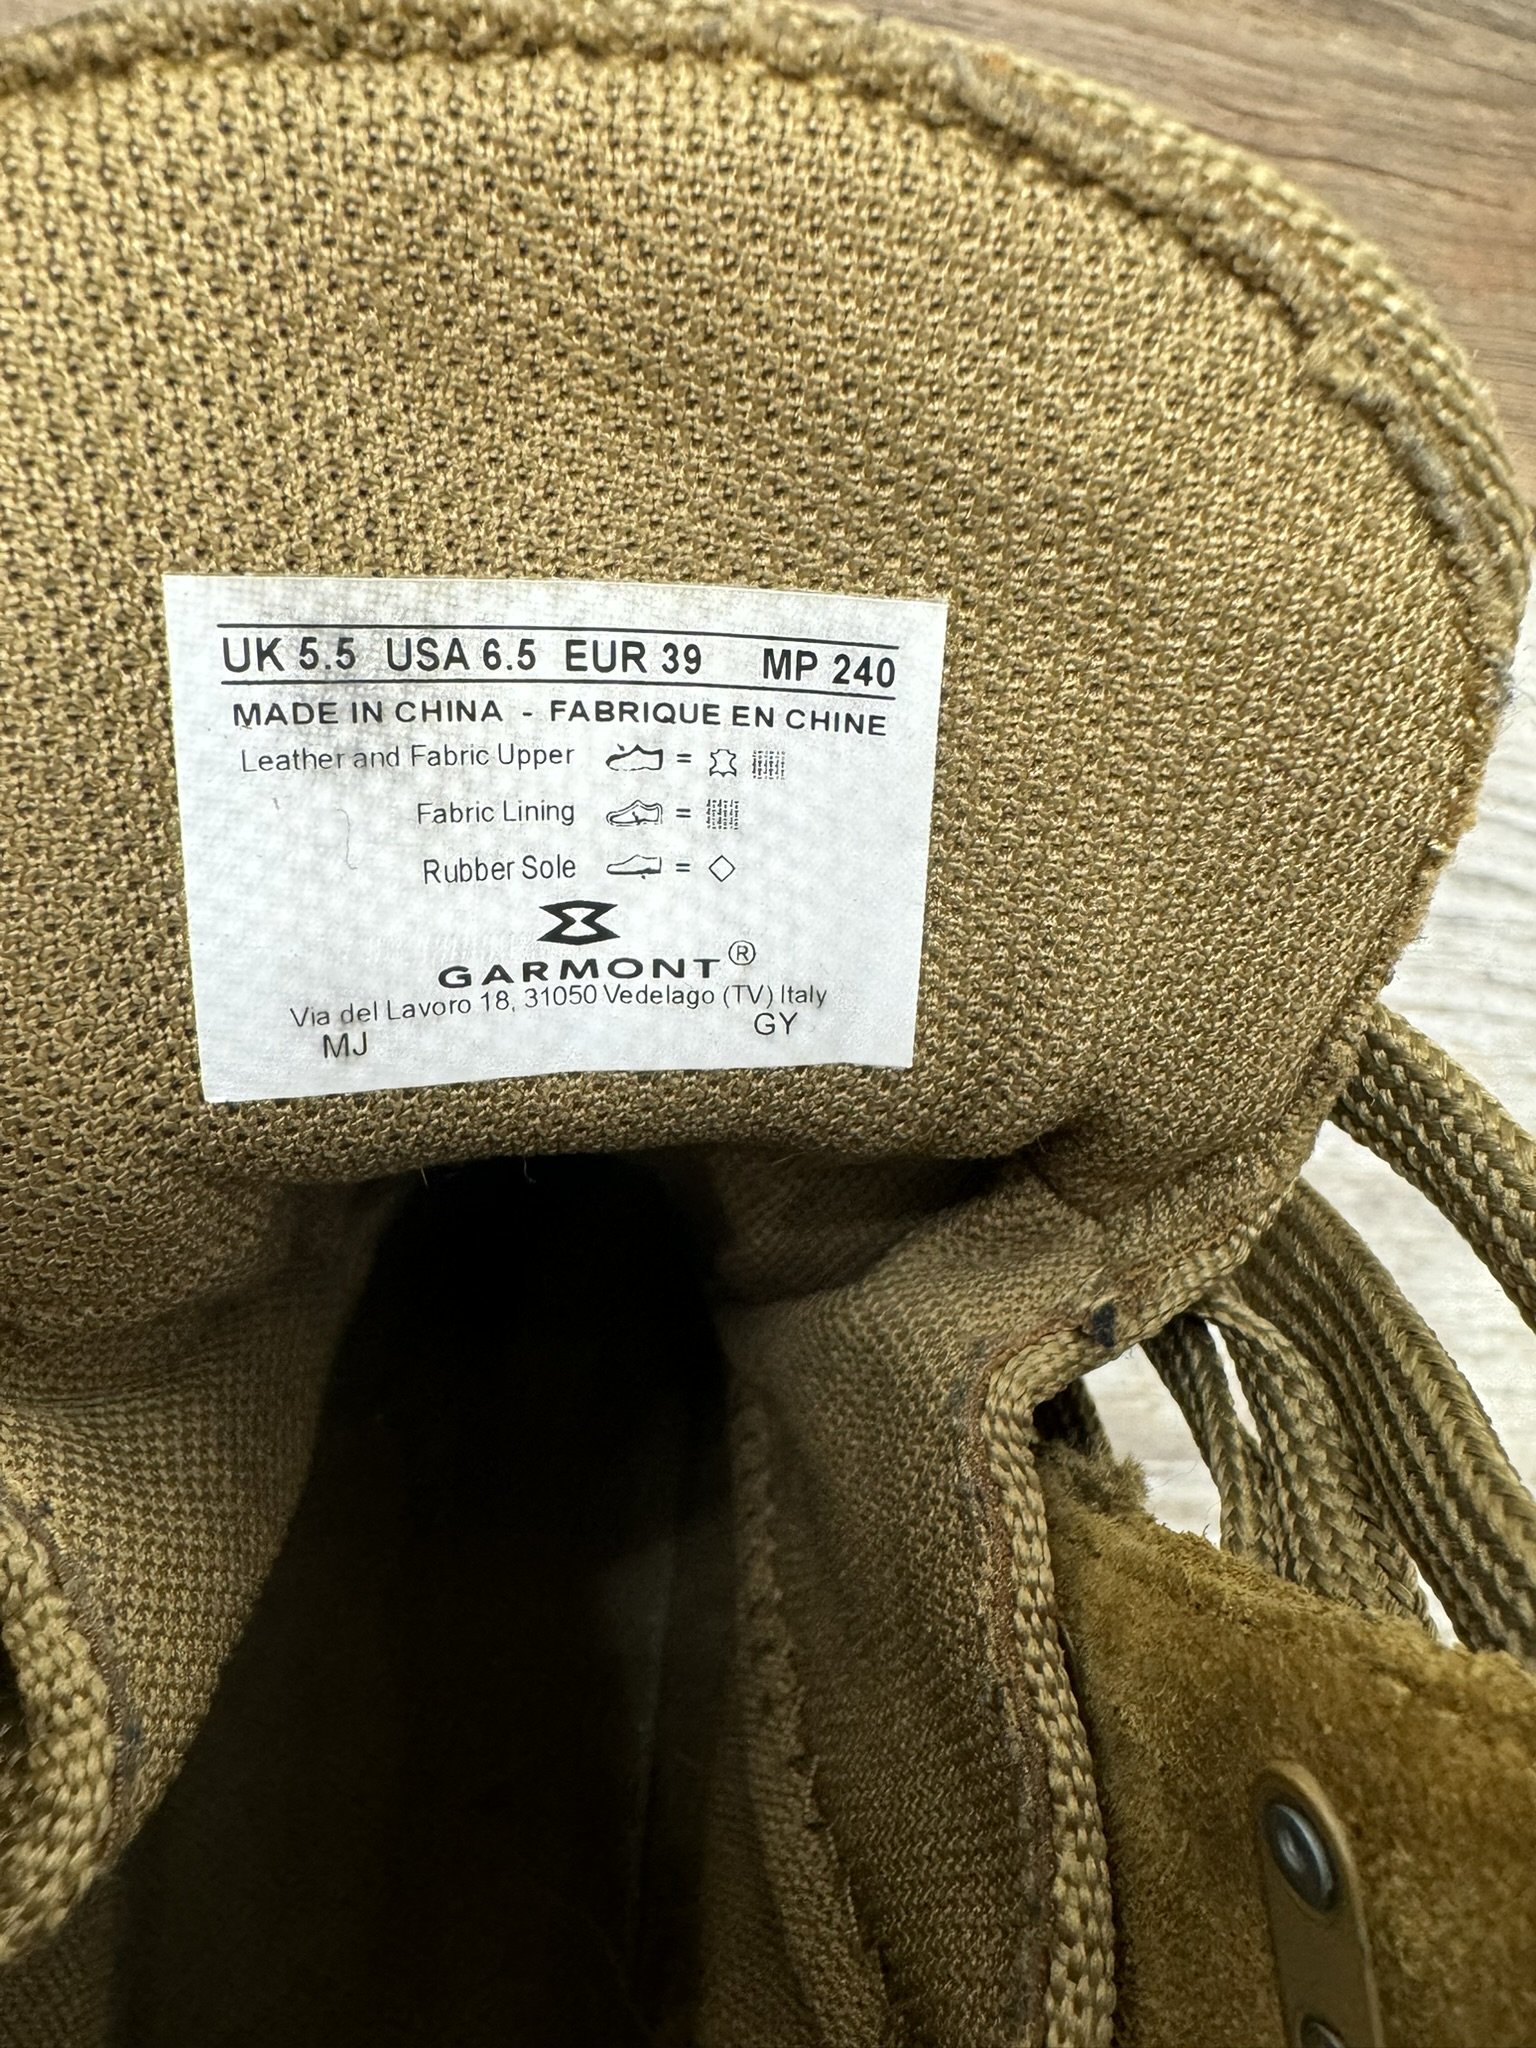 UK 5.5 USA 6.5 EUR 39 MP 240
MADE IN CHINA - FABRIQUE EN CHINE
Leather and Fabric Upper =
Fabric Lining =
Rubber Sole =
GARMONT®
Via del Lavoro 18, 31050 Vedelago (TV) Italy
MJ GY